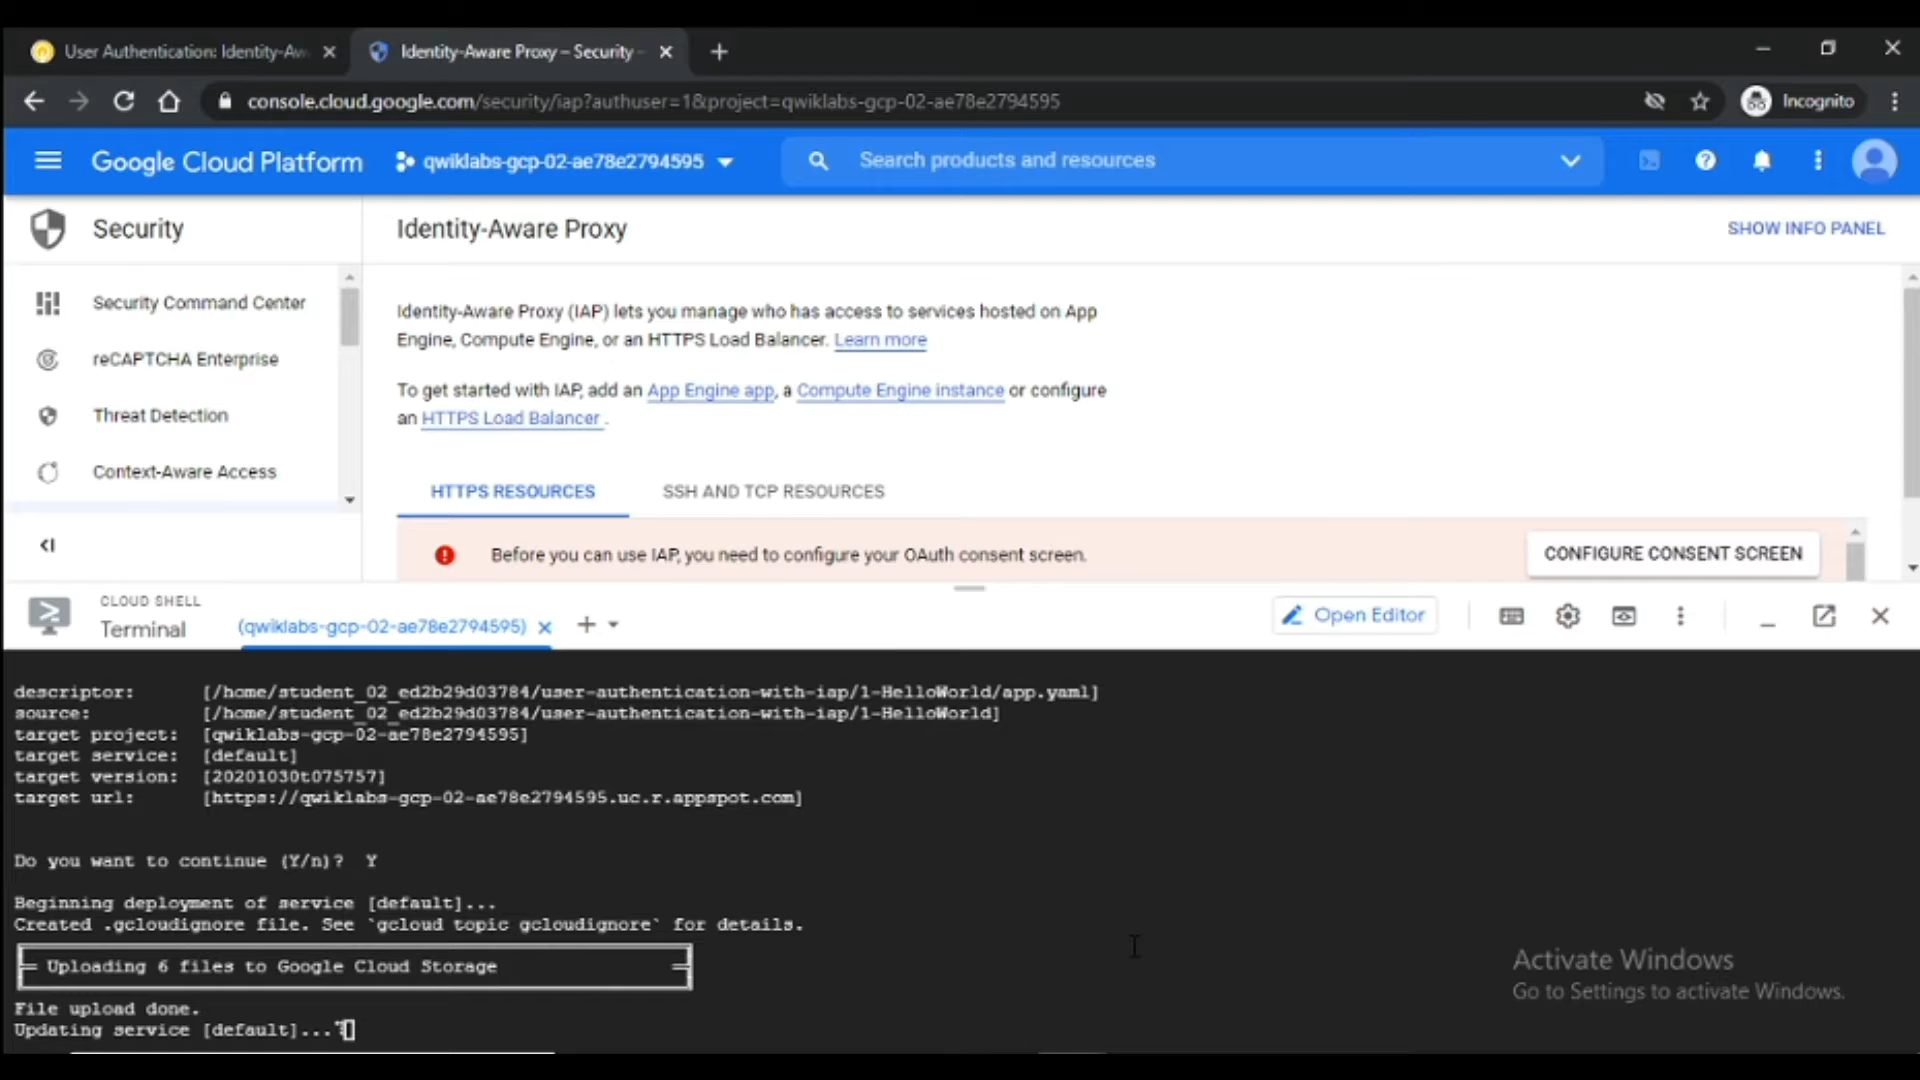 User Authentication: Identity-Aw
Identity-Aware Proxy – Security -
console.cloud.google.com/security/iap?authuser=1&project=qwiklabs-gcp-02-ae78e2794595
Incognito
Google Cloud Platform
qwiklabs-gcp-02-ae78e2794595
Search products and resources
Security
Identity-Aware Proxy
SHOW INFO PANEL
Security Command Center
reCAPTCHA Enterprise
Threat Detection
Context-Aware Access
Identity-Aware Proxy (IAP) lets you manage who has access to services hosted on App
Engine, Compute Engine, or an HTTPS Load Balancer. Learn more
To get started with IAP, add an App Engine app, a Compute Engine instance or configure
an HTTPS Load Balancer .
HTTPS RESOURCES
SSH AND TCP RESOURCES
Before you can use IAP, you need to configure your OAuth consent screen.
CONFIGURE CONSENT SCREEN
CLOUD SHELL
Terminal
(qwiklabs-gcp-02-ae78e2794595)
Open Editor
descriptor: [/home/student_02_ed2b29d03784/user-authentication-with-iap/1-HelloWorld/app.yaml]
source: [/home/student_02_ed2b29d03784/user-authentication-with-iap/1-HelloWorld]
target project: [qwiklabs-gcp-02-ae78e2794595]
target service: [default]
target version: [20201030t075757]
target url: [https://qwiklabs-gcp-02-ae78e2794595.uc.r.appspot.com]
Do you want to continue (Y/n)? Y
Beginning deployment of service [default]...
Created .gcloudignore file. See `gcloud topic gcloudignore` for details.
Uploading 6 files to Google Cloud Storage
File upload done.
Updating service [default]...
Activate Windows
Go to Settings to activate Windows.